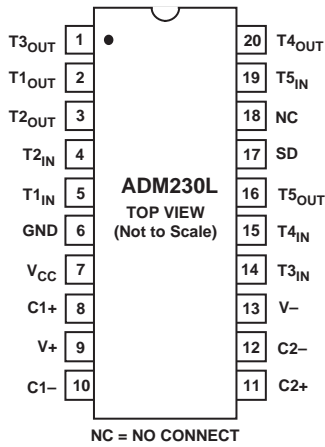 T3OUT 1 20 T4OUT
T1OUT 2 19 T5IN
T2OUT 3 18 NC
T2IN 4 17 SD
T1IN 5 16 T5OUT
GND 6 15 T4IN
VCC 7 14 T3IN
C1+ 8 13 V–
V+ 9 12 C2–
C1– 10 11 C2+
ADM230L
TOP VIEW
(Not to Scale)
NC = NO CONNECT